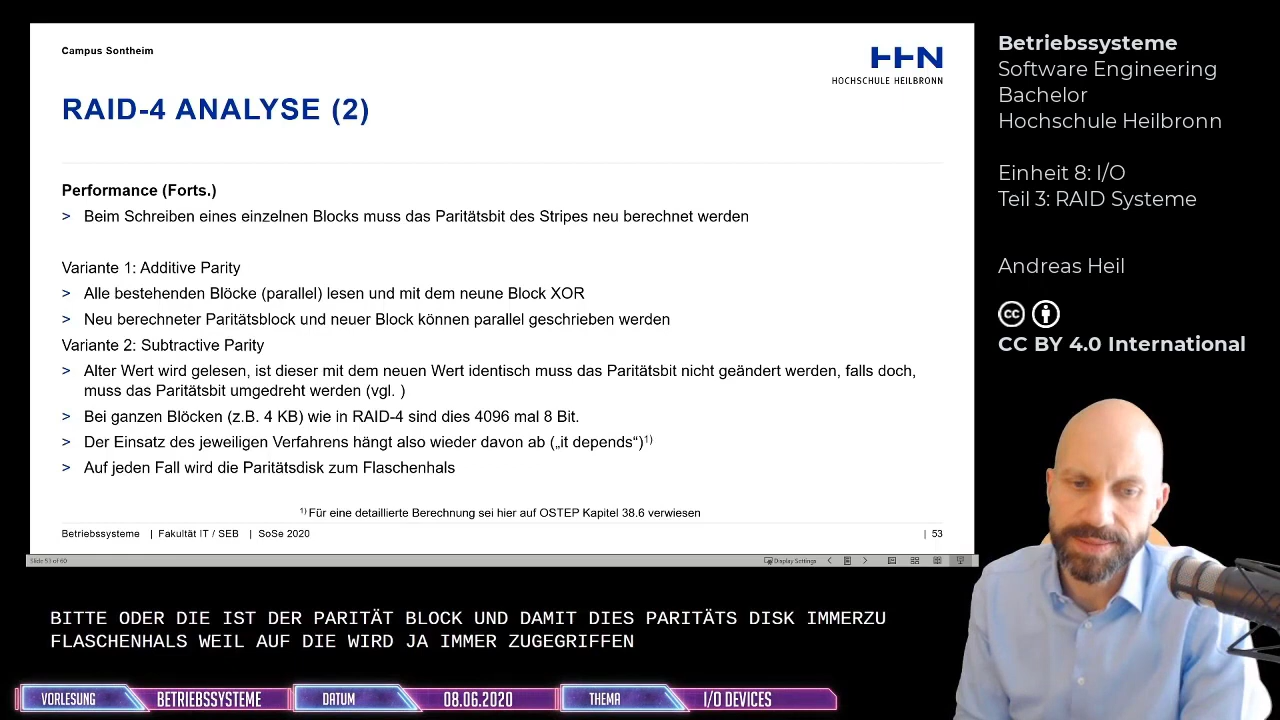 Campus Sontheim
HHN
HOCHSCHULE HEILBRONN
RAID-4 ANALYSE (2)
Performance (Forts.)
> Beim Schreiben eines einzelnen Blocks muss das Paritätsbit des Stripes neu berechnet werden
Variante 1: Additive Parity
> Alle bestehenden Blöcke (parallel) lesen und mit dem neune Block XOR
> Neu berechneter Paritätsblock und neuer Block können parallel geschrieben werden
Variante 2: Subtractive Parity
> Alter Wert wird gelesen, ist dieser mit dem neuen Wert identisch muss das Paritätsbit nicht geändert werden, falls doch,
muss das Paritätsbit umgedreht werden (vgl. )
> Bei ganzen Blöcken (z.B. 4 KB) wie in RAID-4 sind dies 4096 mal 8 Bit.
> Der Einsatz des jeweiligen Verfahrens hängt also wieder davon ab („it depends“)1)
> Auf jeden Fall wird die Paritätsdisk zum Flaschenhals
1) Für eine detaillierte Berechnung sei hier auf OSTEP Kapitel 38.6 verwiesen
Betriebssysteme | Fakultät IT / SEB | SoSe 2020 | 53
Slide 53 of 60 Display Settings
BITTE ODER DIE IST DER PARITÄT BLOCK UND DAMIT DIES PARITÄTS DISK IMMERZU
FLASCHENHALS WEIL AUF DIE WIRD JA IMMER ZUGEGRIFFEN
VORLESUNG BETRIEBSSYSTEME DATUM 08.06.2020 THEMA I/O DEVICES
Betriebssysteme
Software Engineering
Bachelor
Hochschule Heilbronn
Einheit 8: I/O
Teil 3: RAID Systeme
Andreas Heil
cc
CC BY 4.0 International